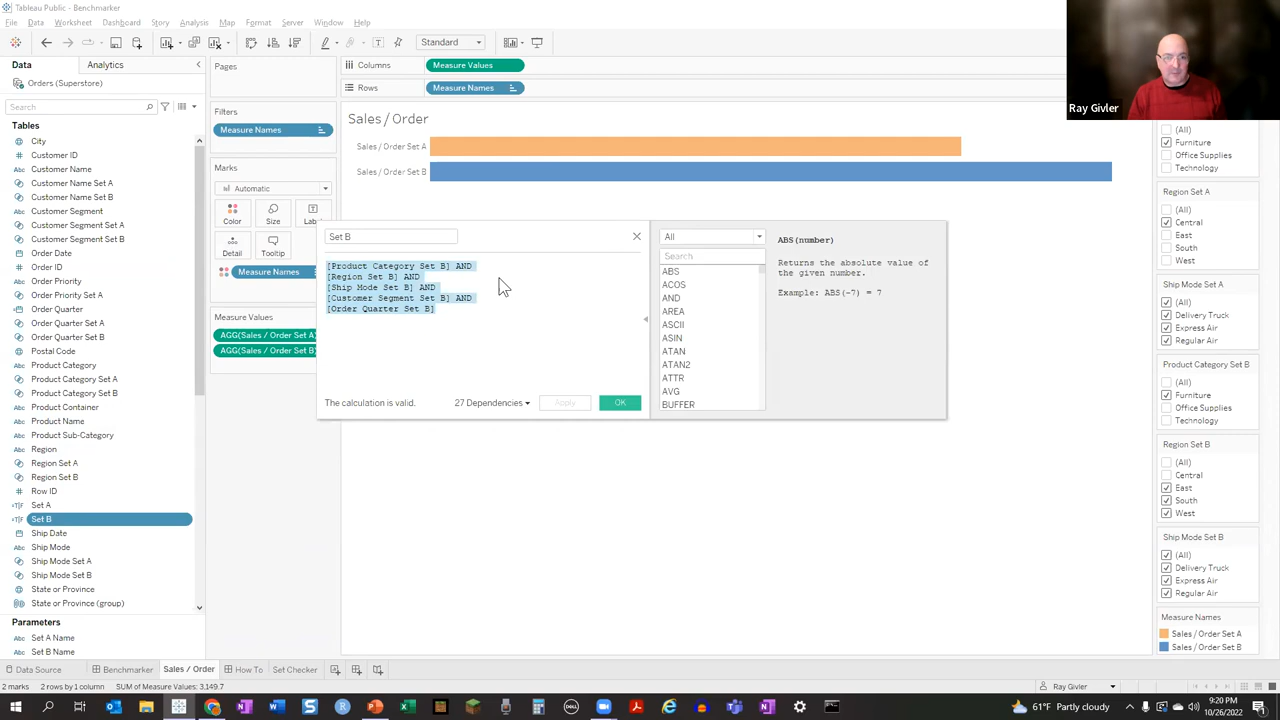 Tableau Public - Benchmarker
File Data Worksheet Dashboard Story Analysis Map Format Server Window Help
Standard
Ray Givler
Data Analytics
Orders (Superstore)
Search
Tables
City
Customer ID
Customer Name
Customer Name Set A
Customer Name Set B
Customer Segment
Customer Segment Set A
Customer Segment Set B
Order Date
Order ID
Order Priority
Order Priority Set A
Order Quarter
Order Quarter Set B
Postal Code
Product Category
Product Category Set A
Product Category Set B
Product Container
Product Name
Product Sub-Category
Region
Region Set A
Region Set B
Row ID
Set A
Set B
Ship Date
Ship Mode
Ship Mode Set A
Ship Mode Set B
State or Province
State or Province (group)
Parameters
Set A Name
Set B Name
Pages
Filters
Measure Names
Marks
Automatic
Color Size Label
Detail Tooltip
Measure Names
Measure Values
AGG(Sales / Order Set A)
AGG(Sales / Order Set B)
Columns Measure Values
Rows Measure Names
Sales / Order
Sales / Order Set A
Sales / Order Set B
Set B
[Product Category Set B] AND
[Region Set B] AND
[Ship Mode Set B] AND
[Customer Segment Set B] AND
[Order Quarter Set B]
The calculation is valid. 27 Dependencies Apply OK
All
Search
ABS
ACOS
AND
AREA
ASCII
ASIN
ATAN
ATAN2
ATTR
AVG
BUFFER
ABS(number)
Returns the absolute value of
the given number.
Example: ABS(-7) = 7
(All)
Furniture
Office Supplies
Technology
Region Set A
(All)
Central
East
South
West
Ship Mode Set A
(All)
Delivery Truck
Express Air
Regular Air
Product Category Set B
(All)
Furniture
Office Supplies
Technology
Region Set B
(All)
Central
East
South
West
Ship Mode Set B
(All)
Delivery Truck
Express Air
Regular Air
Measure Names
Sales / Order Set A
Sales / Order Set B
Data Source Benchmarker Sales / Order How To Set Checker
2 marks 2 rows by 1 column SUM of Measure Values: 3,149.7 Ray Givler
61°F Partly cloudy
9:20 PM
10/26/2022